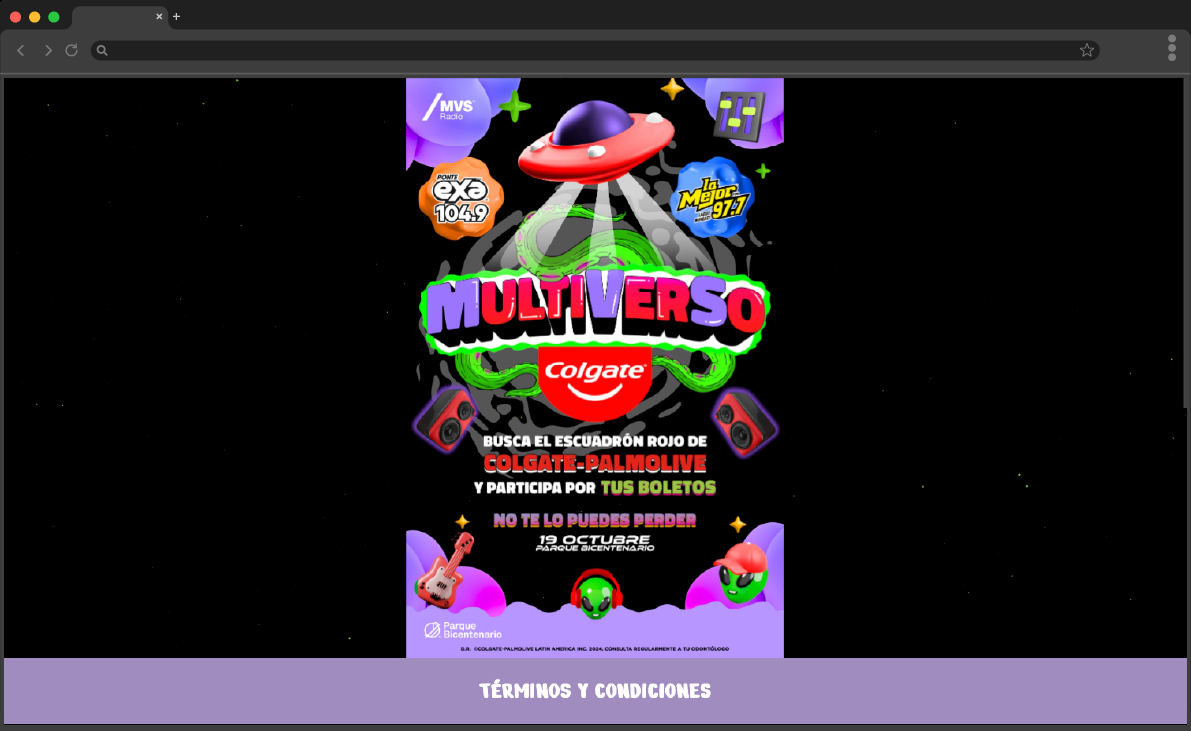 MVS
Radio
PONTE
exa
104.9
la
Mejor
97.7
MULTIVERSO
Colgate
BUSCA EL ESCUADRÓN ROJO DE
COLGATE-PALMOLIVE
Y PARTICIPA POR TUS BOLETOS
NO TE LO PUEDES PERDER
19 OCTUBRE
PARQUE BICENTENARIO
Parque
Bicentenario
D.R. ©COLGATE-PALMOLIVE LATIN AMERICA INC. 2024. CONSULTA REGULARMENTE A TU ODONTÓLOGO
TÉRMINOS Y CONDICIONES